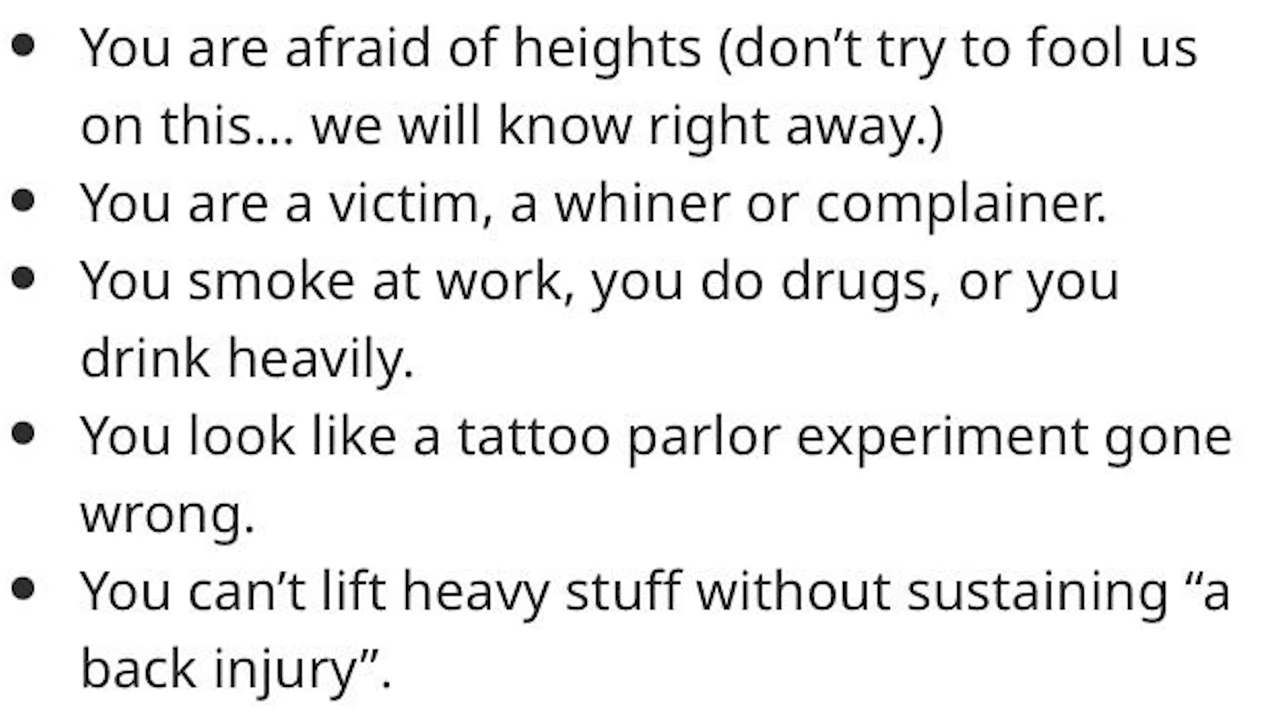 • You are afraid of heights (don’t try to fool us
on this... we will know right away.)
• You are a victim, a whiner or complainer.
• You smoke at work, you do drugs, or you
drink heavily.
• You look like a tattoo parlor experiment gone
wrong.
• You can’t lift heavy stuff without sustaining “a
back injury”.